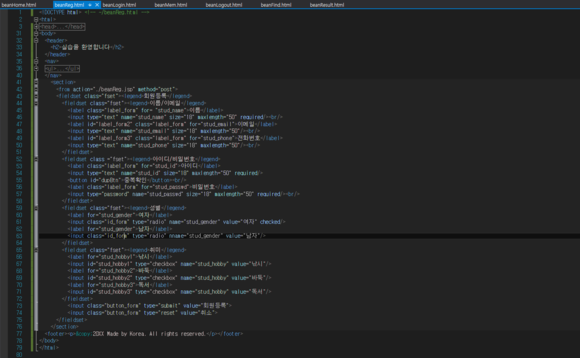 beanHome.html beanReg.html beanLogin.html beanMem.html beanLogout.html beanFind.html beanResult.html
<!DOCTYPE html> <!-- /beanReg.html -->
<html>
<head>...</head>
<body>
<header>
<h2>실습을 환영합니다</h2>
</header>
<nav>
<ul>...</ul>
</nav>
<section>
<form action="./beanReg.jsp" method="post">
<fieldset class="fset"><legend>회원등록</legend>
<fieldset class="fset"><legend>이름/이메일</legend>
<label class="label_form" for= "stud_name">이름</label>
<input type="text" name="stud_name" size="18" maxlength="50" required/><br/>
<label id="label_form2" class="label_form" for="stud_email">이메일</label>
<input type="text" name="stud_email" size="18" maxlength="50"/><br/>
<label id="label_form3" class="label_form" for="stud_phone">전화번호</label>
<input type="text" name="stud_phone" size="18" maxlength="50"/><br/>
</fieldset>
<fieldset class ="fset"><legend>아이디/비밀번호</legend>
<label class="label_form" for="stud_id">아이디</label>
<input type="text" name="stud_id" size="18" maxlength="50" required/>
<button id="dupBtn">중복확인</button><br/>
<label class="label_form" for="stud_passwd">비밀번호</label>
<input type="password" name="stud_passwd" size="18" maxlength="50" required/><br/>
</fieldset>
<fieldset class="fset"><legend>성별</legend>
<label for="stud_gender">여자</label>
<input class="id_form" type="radio" name="stud_gender" value="여자" checked/>
<label for="stud_gender">남자</label>
<input class="id_form" type="radio" name="stud_gender" value="남자"/>
</fieldset>
<fieldset class="fset"><legend>취미</legend>
<label for="stud_hobby1">낚시</label>
<input id="stud_hobby1" type="checkbox" name="stud_hobby" value="낚시"/>
<label for="stud_hobby2">바둑</label>
<input id="stud_hobby2" type="checkbox" name="stud_hobby" value="바둑"/>
<label for="stud_hobby3">독서</label>
<input id="stud_hobby3" type="checkbox" name="stud_hobby" value="독서"/>
</fieldset>
<input class="button_form" type="submit" value="회원등록">
<input class="button_form" type="reset" value="취소">
</section>
<footer><p>&copy;20XX Made by Korea. All rights reserved.</p></footer>
</body>
</html>